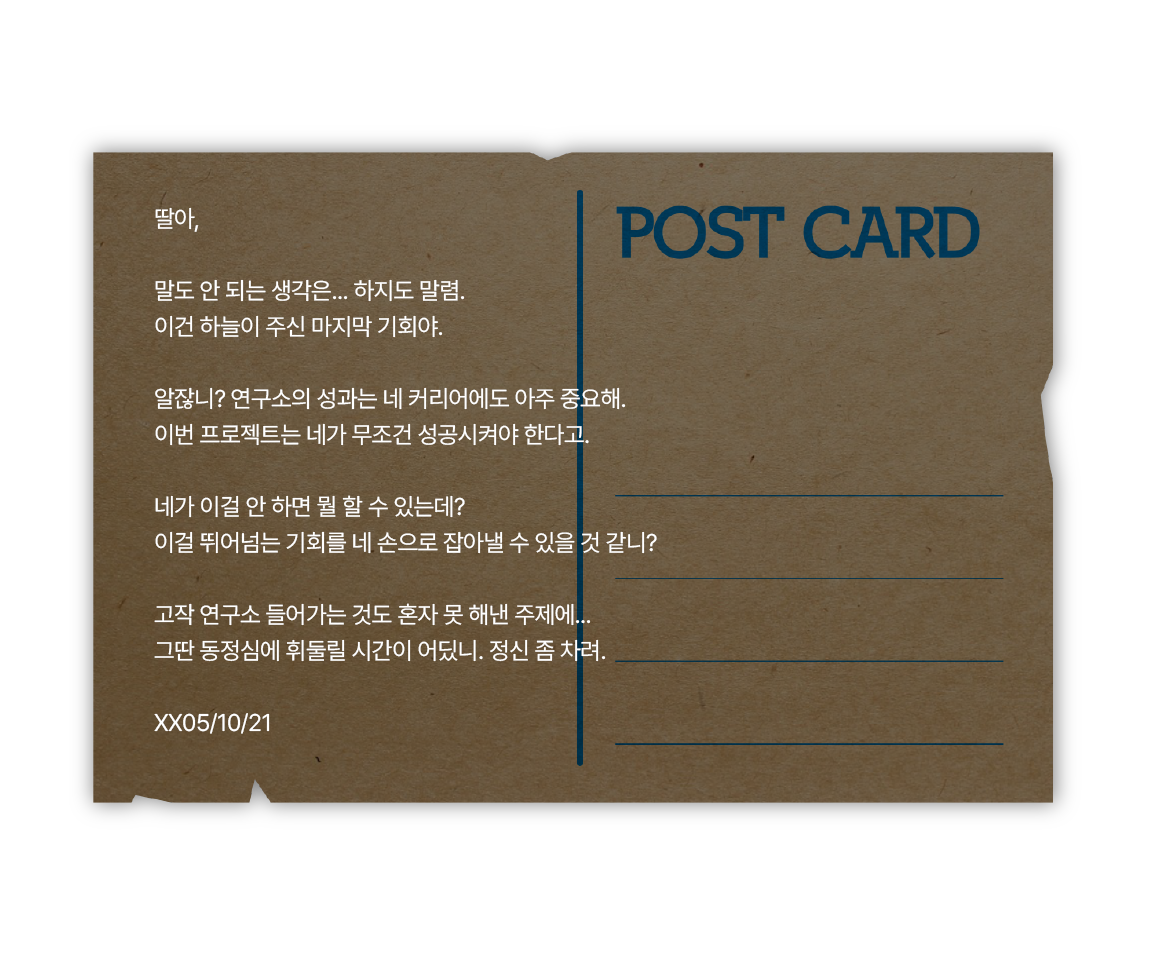 딸아,
말도 안 되는 생각은... 하지도 말렴.
이건 하늘이 주신 마지막 기회야.
알잖니? 연구소의 성과는 네 커리어에도 아주 중요해.
이번 프로젝트는 네가 무조건 성공시켜야 한다고.
네가 이걸 안 하면 뭘 할 수 있는데?
이걸 뛰어넘는 기회를 네 손으로 잡아낼 수 있을 것 같니?
고작 연구소 들어가는 것도 혼자 못 해낸 주제에...
그딴 동정심에 휘둘릴 시간이 어딨니. 정신 좀 차려.
XX05/10/21
POST CARD